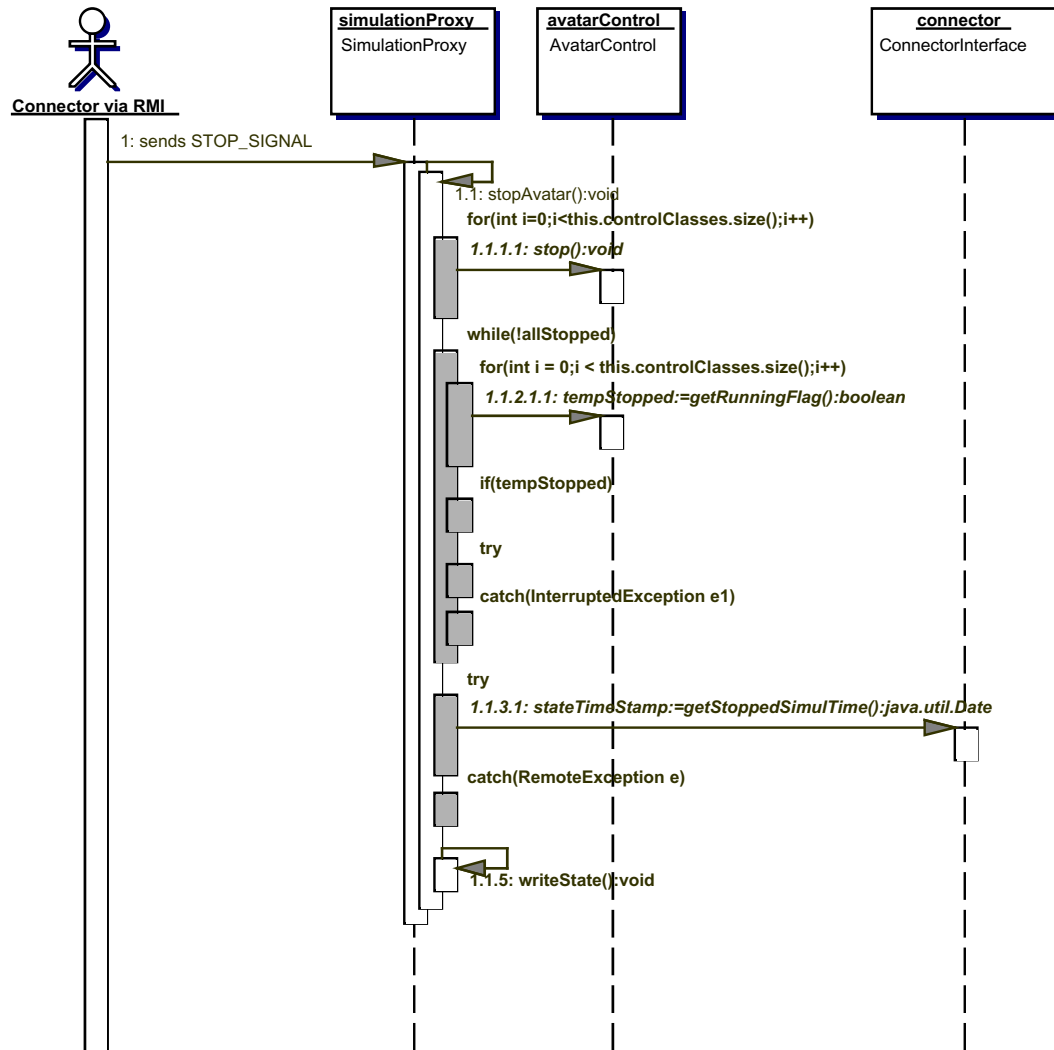 simulationProxy
SimulationProxy
avatarControl
AvatarControl
connector
ConnectorInterface
Connector via RMI
1: sends STOP_SIGNAL
1.1: stopAvatar():void
for(int i=0;i<this.controlClasses.size();i++)
1.1.1.1: stop():void
while(!allStopped)
for(int i = 0;i < this.controlClasses.size();i++)
1.1.2.1.1: tempStopped:=getRunningFlag():boolean
if(tempStopped)
try
catch(InterruptedException e1)
try
1.1.3.1: stateTimeStamp:=getStoppedSimulTime():java.util.Date
catch(RemoteException e)
1.1.5: writeState():void